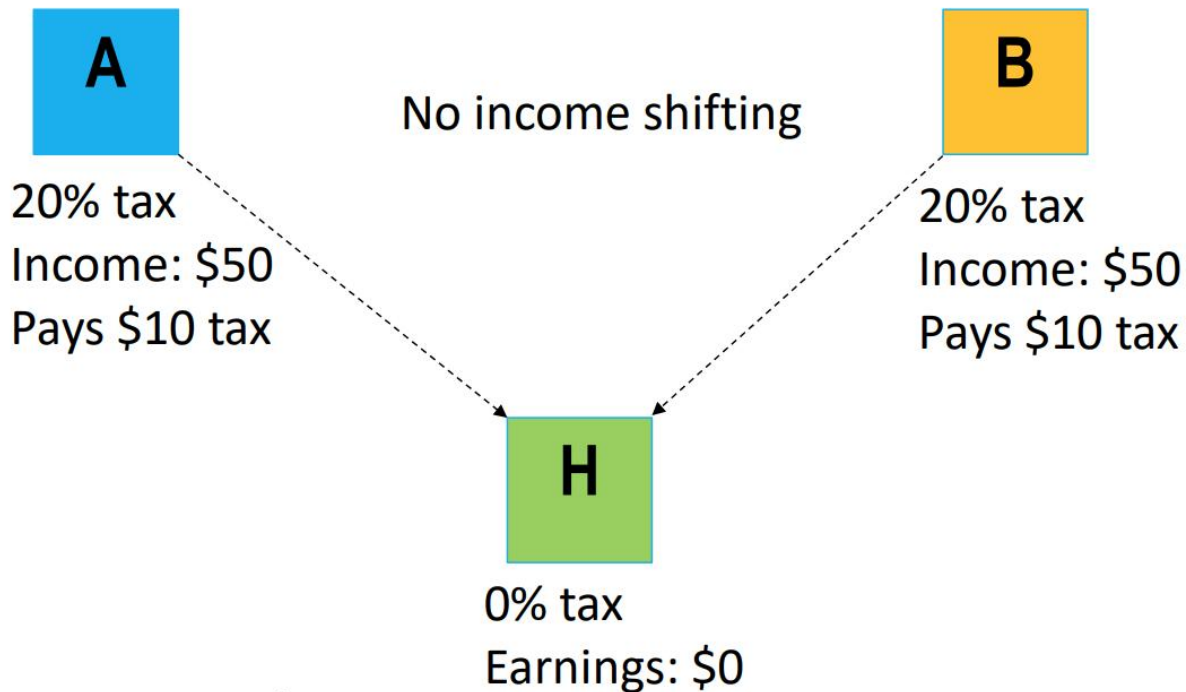 A
B
No income shifting
20% tax
Income: $50
Pays $10 tax
20% tax
Income: $50
Pays $10 tax
H
0% tax
Earnings: $0